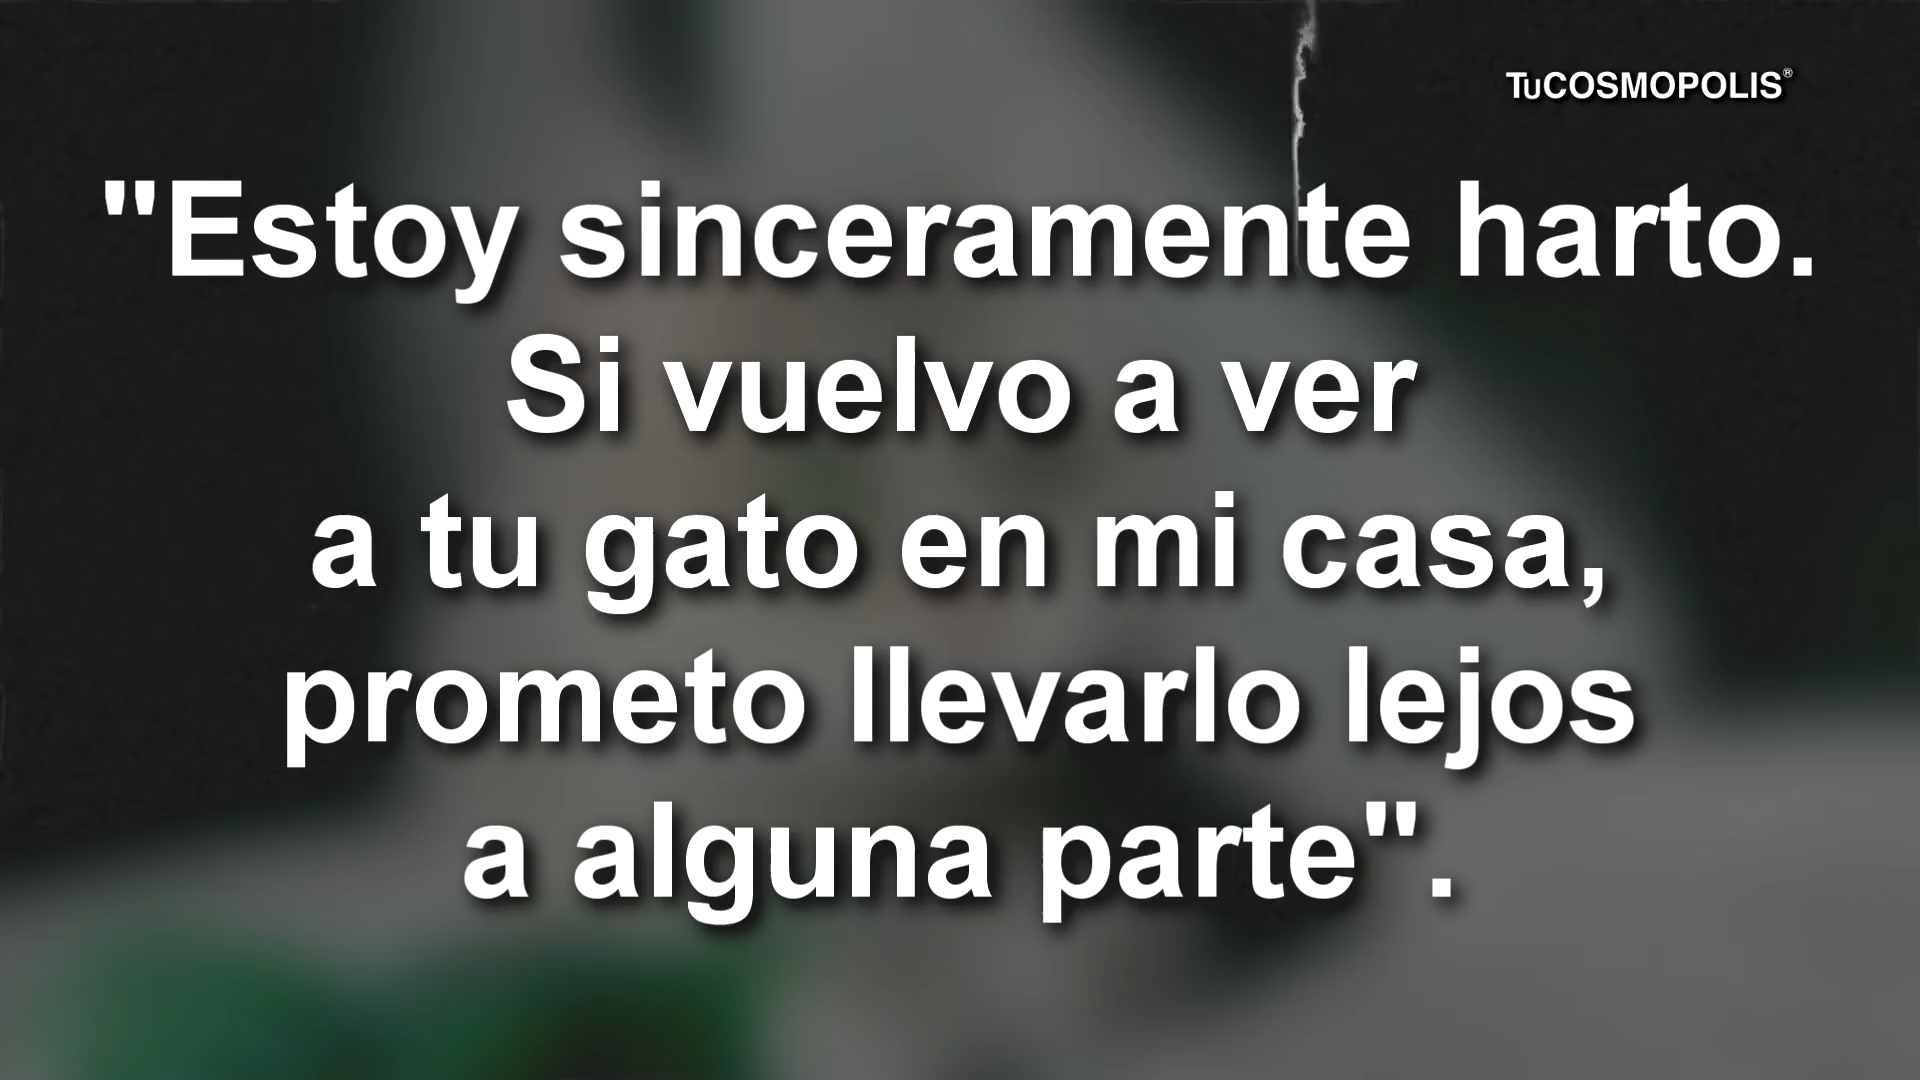 TuCOSMOPOLIS®
"Estoy sinceramente harto.
Si vuelvo a ver
a tu gato en mi casa,
prometo llevarlo lejos
a alguna parte".